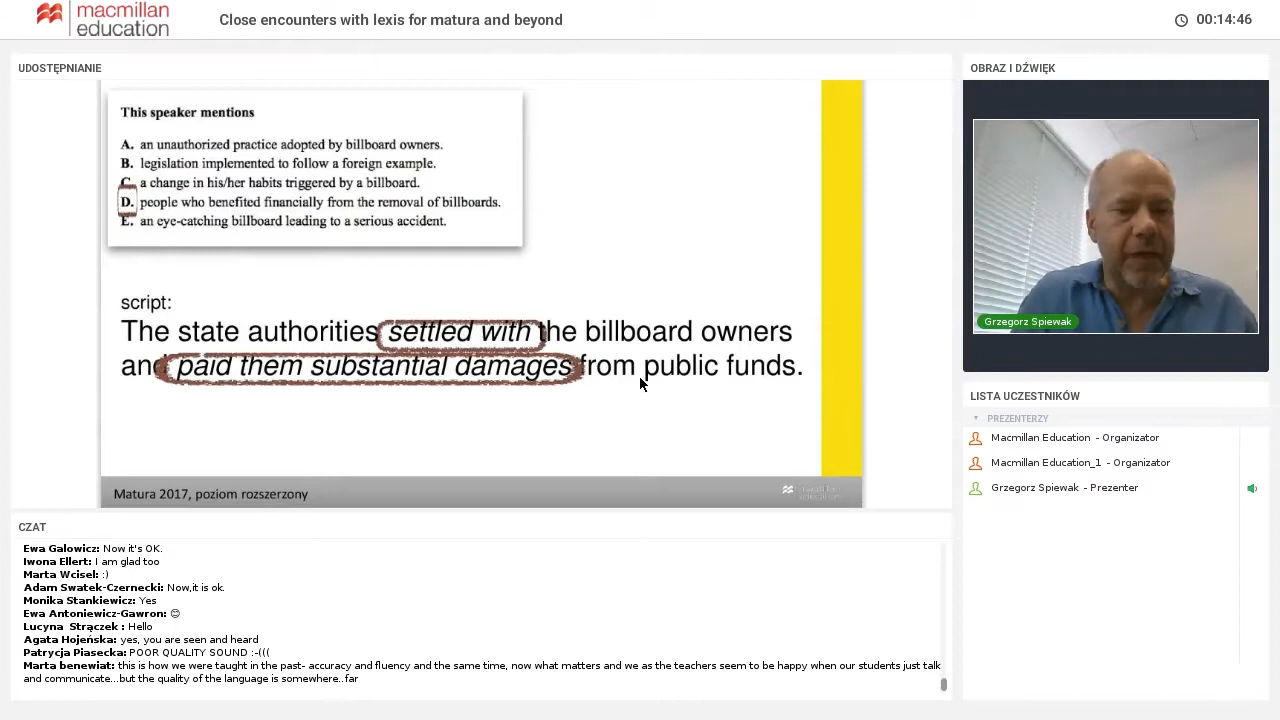 macmillan
education
Close encounters with lexis for matura and beyond
00:14:46
UDOSTĘPNIANIE
This speaker mentions
A. an unauthorized practice adopted by billboard owners.
B. legislation implemented to follow a foreign example.
C. a change in his/her habits triggered by a billboard.
D. people who benefited financially from the removal of billboards.
E. an eye-catching billboard leading to a serious accident.
script:
The state authorities settled with the billboard owners
and paid them substantial damages from public funds.
Matura 2017, poziom rozszerzony
OBRAZ I DŹWIĘK
Grzegorz Spiewak
LISTA UCZESTNIKÓW
PREZENTERZY
Macmillan Education - Organizator
Macmillan Education_1 - Organizator
Grzegorz Spiewak - Prezenter
CZAT
Ewa Galowicz: Now it's OK.
Iwona Ellert: I am glad too
Marta Wcisel: :)
Adam Swatek-Czernecki: Now,it is ok.
Monika Stankiewicz: Yes
Ewa Antoniewicz-Gawron: 😊
Lucyna Strączek : Hello
Agata Hojeńska: yes, you are seen and heard
Patrycja Piasecka: POOR QUALITY SOUND :-(((
Marta benewiat: this is how we were taught in the past- accuracy and fluency and the same time, now what matters and we as the teachers seem to be happy when our students just talk
and communicate...but the quality of the language is somewhere..far